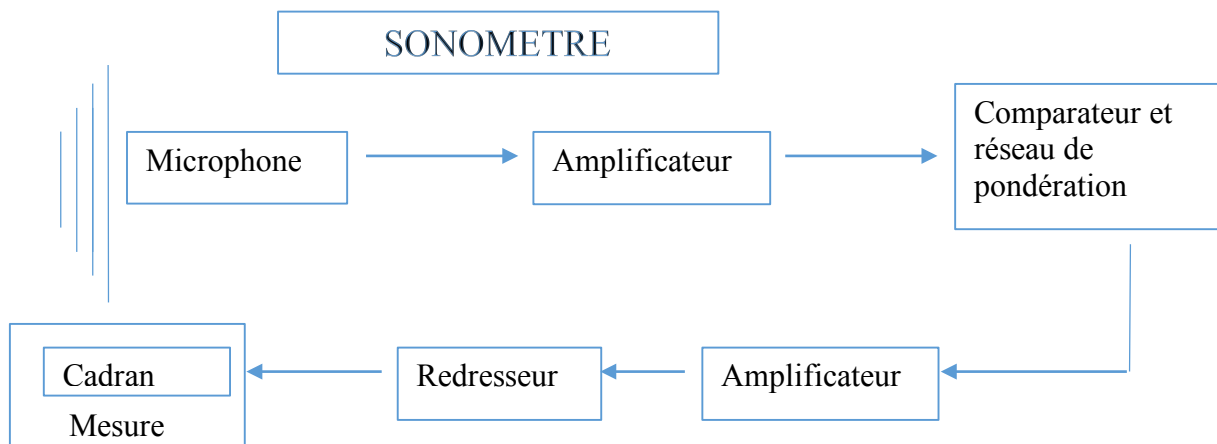 SONOMETRE
Microphone
Amplificateur
Comparateur et
réseau de
pondération
Cadran
Mesure
Redresseur
Amplificateur